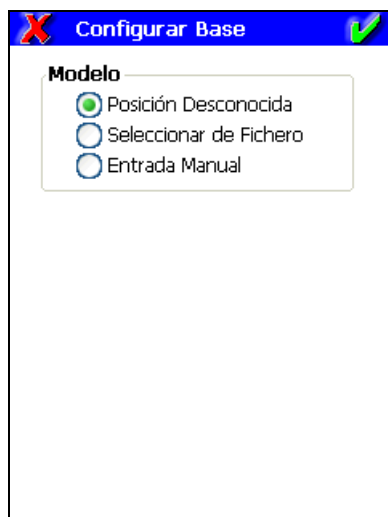 Configurar Base
Modelo
Posición Desconocida
Seleccionar de Fichero
Entrada Manual